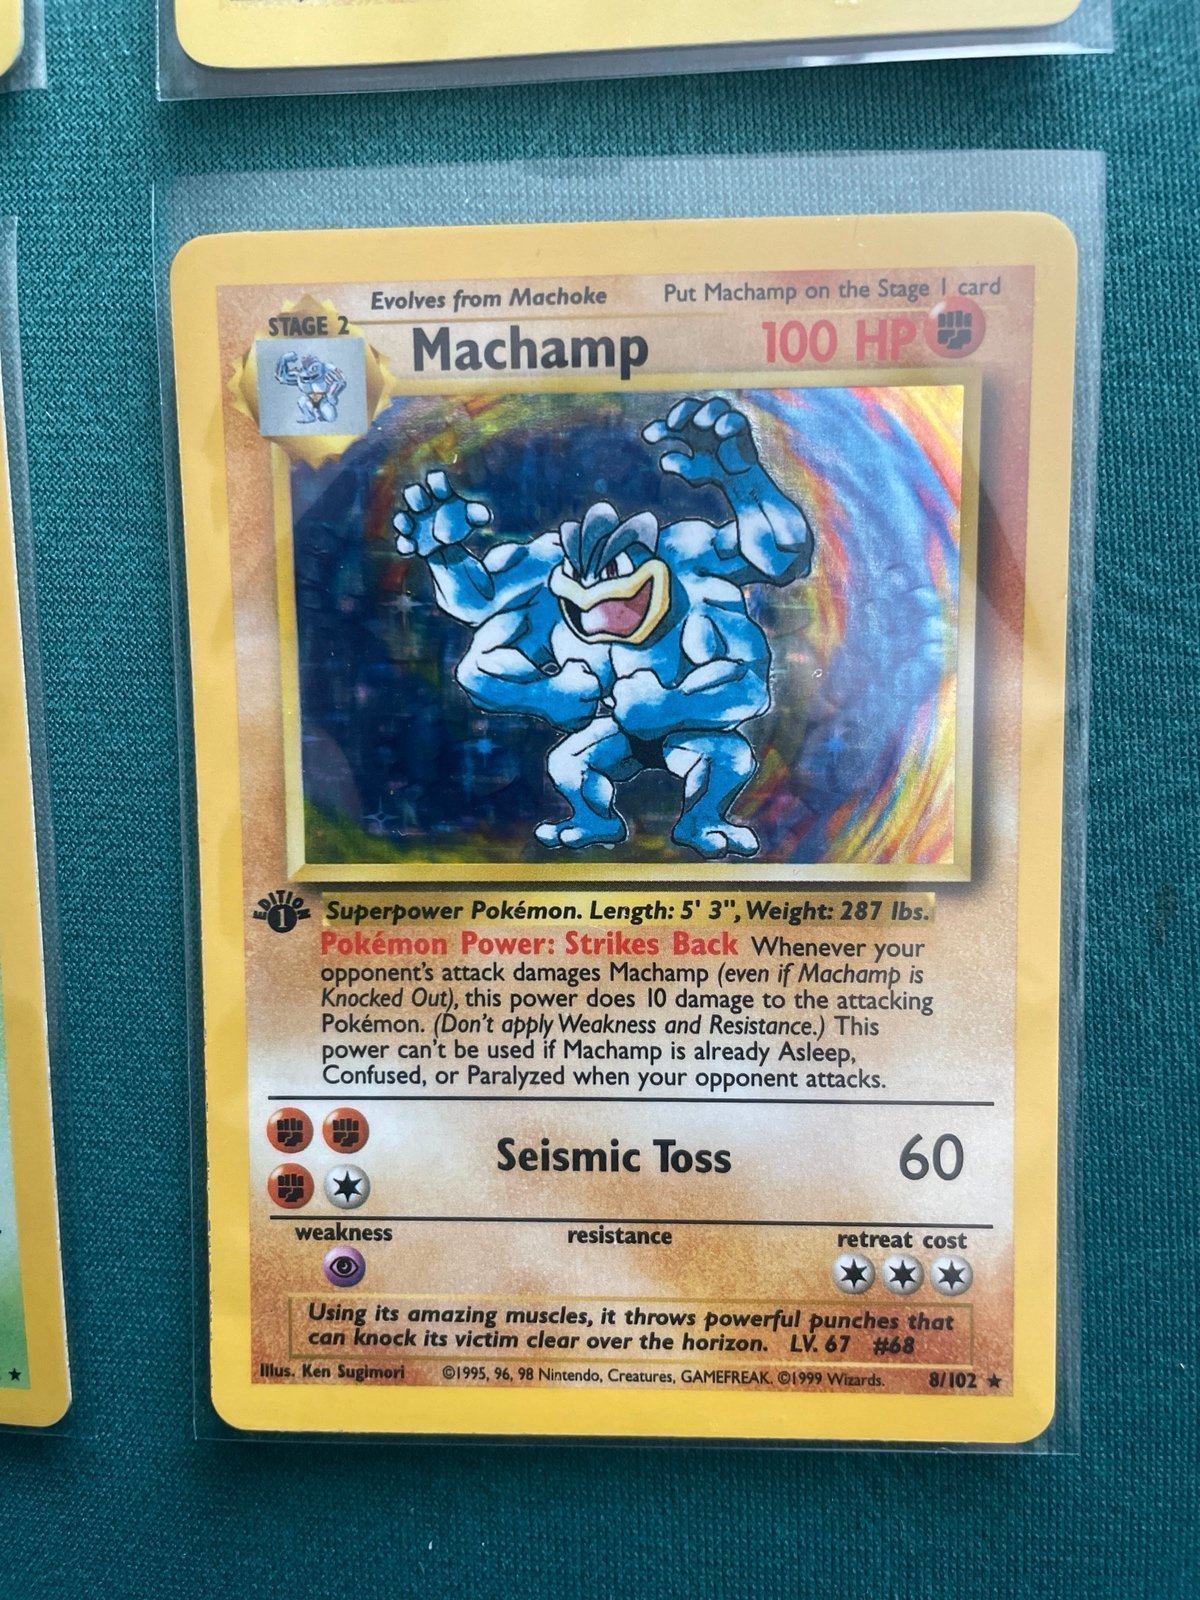 Evolves from Machoke
Put Machamp on the Stage 1 card
STAGE 2
Machamp
100 HP
EDITION
1
Superpower Pokémon. Length: 5' 3", Weight: 287 lbs.
Pokémon Power: Strikes Back Whenever your
opponent's attack damages Machamp (even if Machamp is
Knocked Out), this power does 10 damage to the attacking
Pokémon. (Don't apply Weakness and Resistance.) This
power can't be used if Machamp is already Asleep,
Confused, or Paralyzed when your opponent attacks.
Seismic Toss
60
weakness
resistance
retreat cost
Using its amazing muscles, it throws powerful punches that
can knock its victim clear over the horizon. LV. 67 #68
Illus. Ken Sugimori
©1995, 96, 98 Nintendo, Creatures, GAMEFREAK. ©1999 Wizards.
8/102 ★